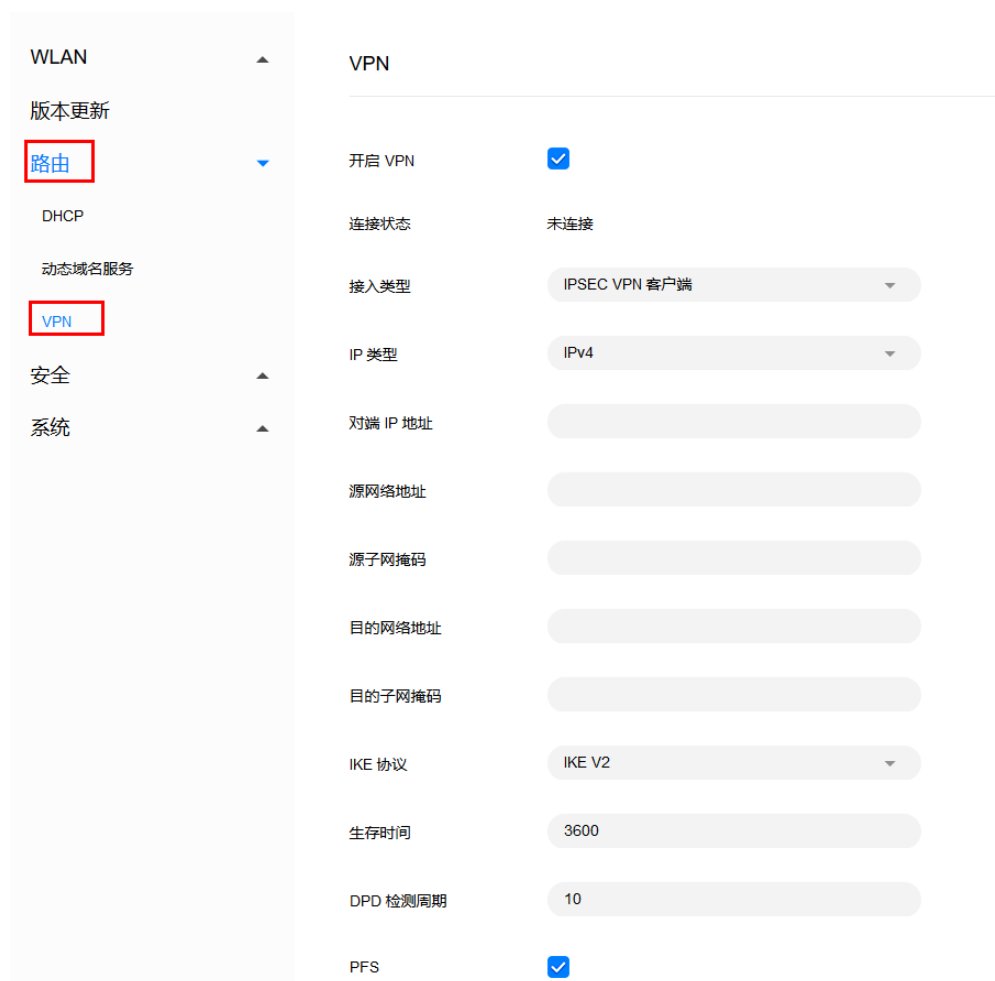 WLAN
版本更新
路由
DHCP
动态域名服务
VPN
安全
系统
VPN
开启 VPN
连接状态 未连接
接入类型 IPSEC VPN 客户端
IP 类型 IPv4
对端 IP 地址
源网络地址
源子网掩码
目的网络地址
目的子网掩码
IKE 协议 IKE V2
生存时间 3600
DPD 检测周期 10
PFS